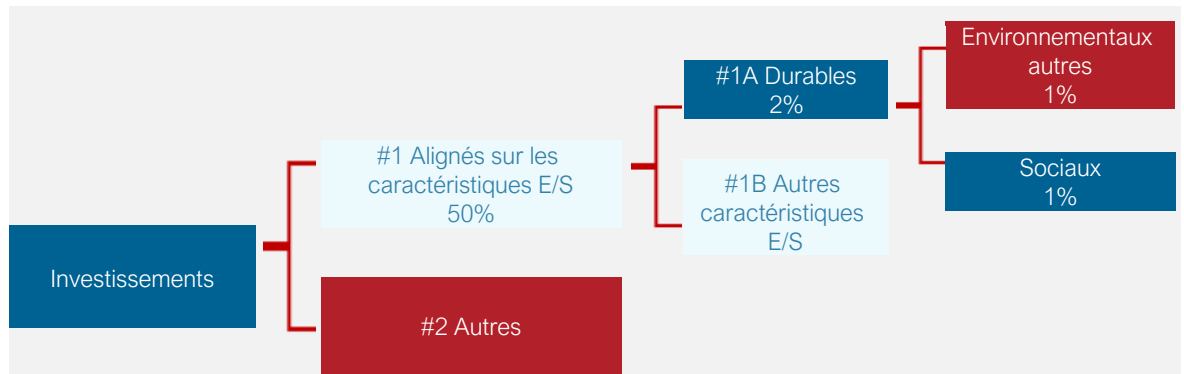 Investissements
#1 Alignés sur les
caractéristiques E/S
50%
#2 Autres
#1A Durables
2%
#1B Autres
caractéristiques
E/S
Environnementaux
autres
1%
Sociaux
1%